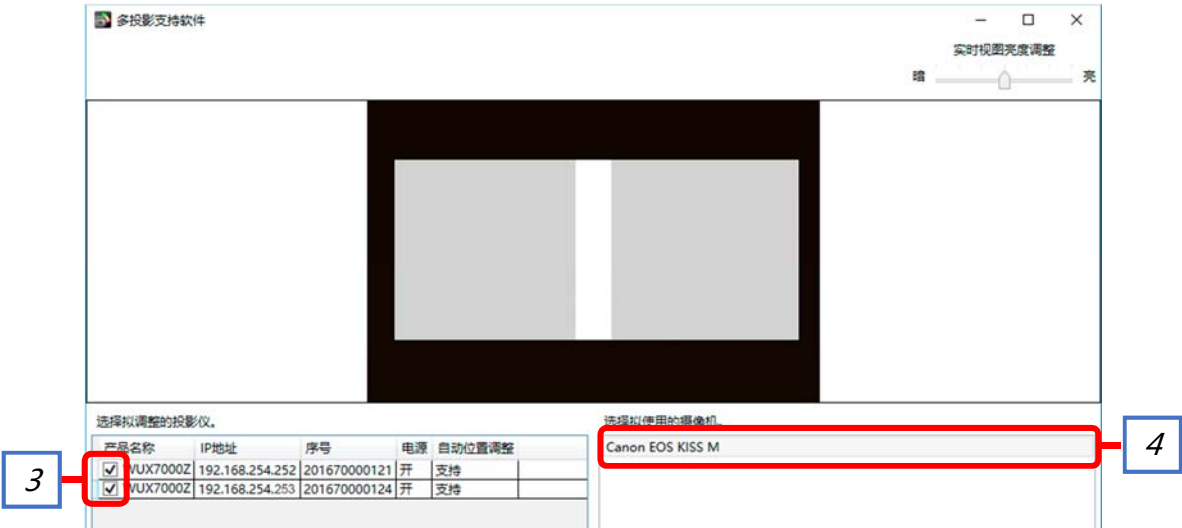 多投影支持软件
实时视图亮度调整
暗 亮
选择拟调整的投影仪。
产品名称 IP地址 序号 电源 自动位置调整
WUX7000Z 192.168.254.252 201670000121 开 支持
WUX7000Z 192.168.254.253 201670000124 开 支持
3
选择拟使用的摄像机。
Canon EOS KISS M
4